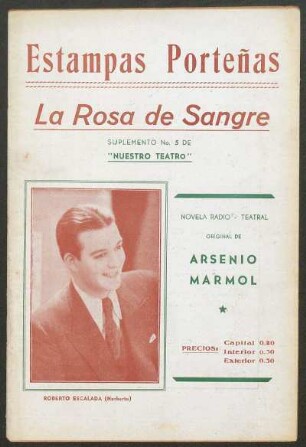 Estampas Porteñas
La Rosa de Sangre
SUPLEMENTO No. 5 DE
"NUESTRO TEATRO"
NOVELA RADIO - TEATRAL
ORIGINAL DE
ARSENIO
MARMOL
PRECIOS:
Capital 0.20
Interior 0.30
Exterior 0.50
ROBERTO ESCALADA (Norberto)